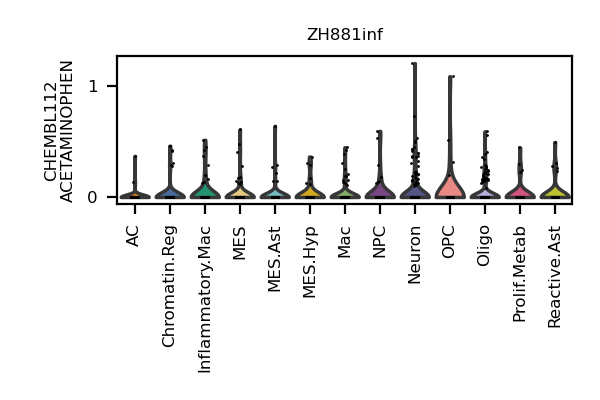 ZH881inf
CHEMBL112
ACETAMINOPHEN
1
0
AC
Chromatin.Reg
Inflammatory.Mac
MES
MES.Ast
MES.Hyp
Mac
NPC
Neuron
OPC
Oligo
Prolif.Metab
Reactive.Ast